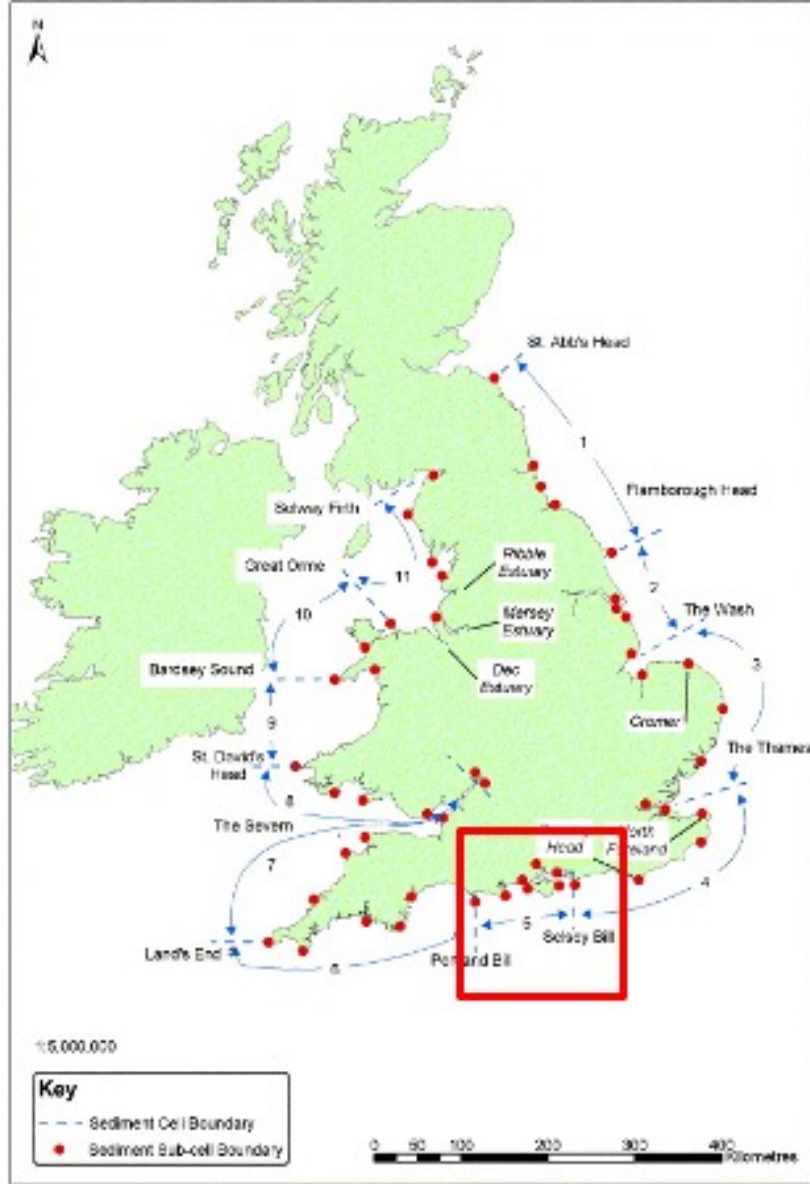 N
St. Abb's Head
1
Flamborough Head
Solway Firth
Ribble
Estuary
Great Orme
11
2
10
The Wash
Mersey
Estuary
3
Bardsey Sound
Dee
Estuary
9
Cromer
St. David's
Head
The Thames
8
The Severn
North
Head
Foreland
7
4
5
Selsey Bill
Land's End
Portland Bill
6
1:5,000,000
Key
Sediment Cell Boundary
Sediment Sub-cell Boundary
0 50 100 200 300 400
Kilometres